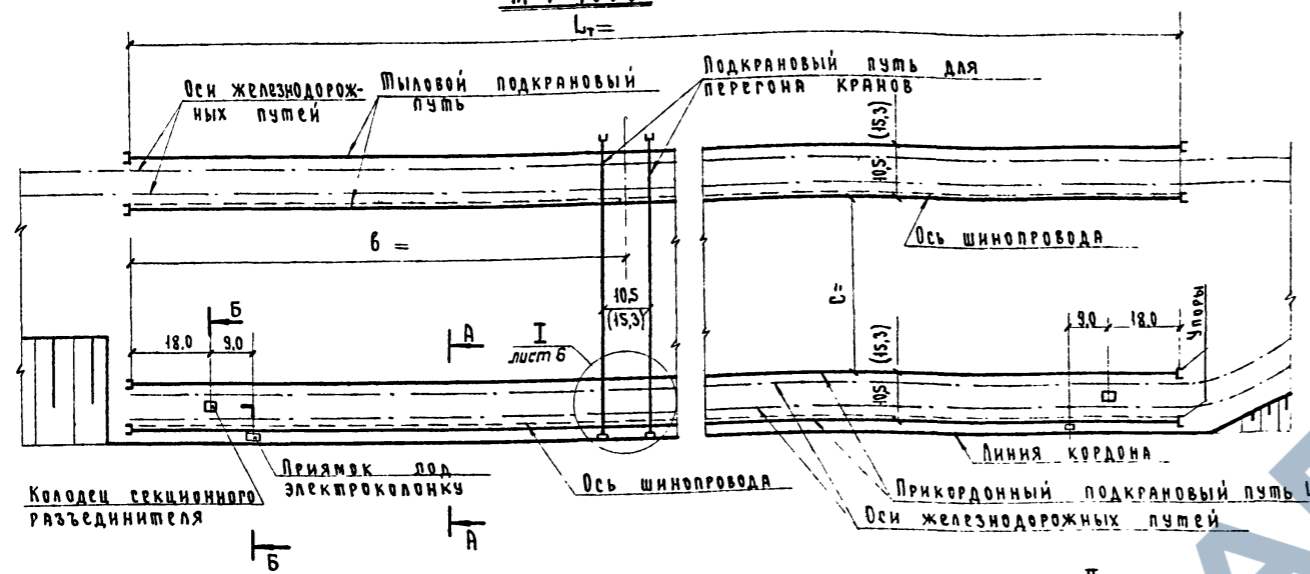 Lт=
Оси железнодорож-
ных путей
Тыловой подкрановый
путь
Подкрановый путь для
перегона кранов
10,5 (15,3)
Ось шинопровода
в =
10,5
(15,3)
С=
Б
А
I
лист 6
18,0
9,0
9,0
18,0
Упоры
10,5 (15,3)
Линия кордона
Приямок под
электроколонку
Ось шинопровода
Колодец секционного
разъединителя
Прикордонный подкрановый путь
Оси железнодорожных путей
А
Б